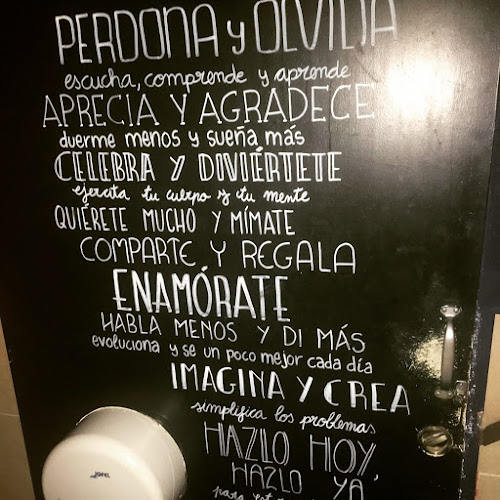 PERDONA y OLVIDA
escucha, comprende y aprende
APRECIA Y AGRADECE
duerme menos y sueña más
CELEBRA Y DIVIÉRTETE
ejercita tu cuerpo y tu mente
QUIÉRETE MUCHO Y MÍMATE
COMPARTE Y REGALA
ENAMÓRATE
HABLA MENOS Y DI MÁS
evoluciona y se un poco mejor cada día
IMAGINA Y CREA
simplifica los problemas
HAZLO HOY,
HAZLO YA
para